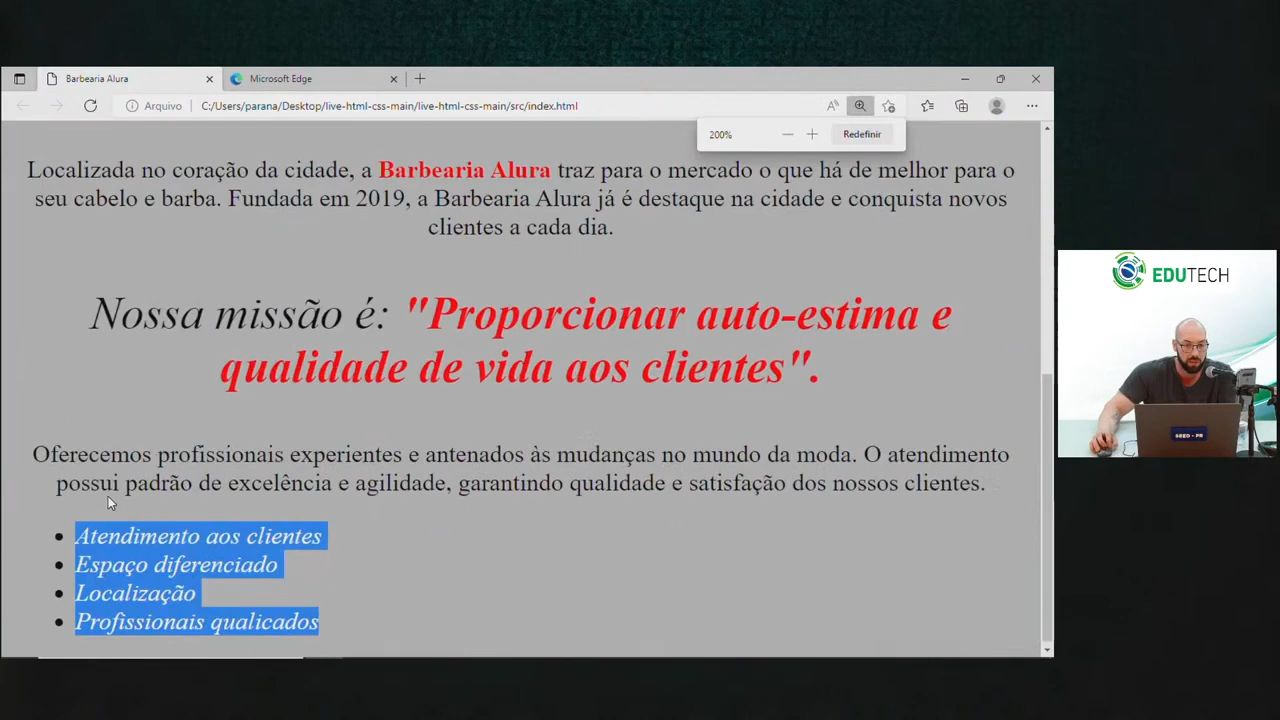 Barbearia Alura
Microsoft Edge
Arquivo
C:/Users/parana/Desktop/live-html-css-main/live-html-css-main/src/index.html
200%
Redefinir
Localizada no coração da cidade, a Barbearia Alura traz para o mercado o que há de melhor para o
seu cabelo e barba. Fundada em 2019, a Barbearia Alura já é destaque na cidade e conquista novos
clientes a cada dia.
Nossa missão é: "Proporcionar auto-estima e
qualidade de vida aos clientes".
Oferecemos profissionais experientes e antenados às mudanças no mundo da moda. O atendimento
possui padrão de excelência e agilidade, garantindo qualidade e satisfação dos nossos clientes.
Atendimento aos clientes
Espaço diferenciado
Localização
Profissionais qualicados
EDUTECH
SEED - PR